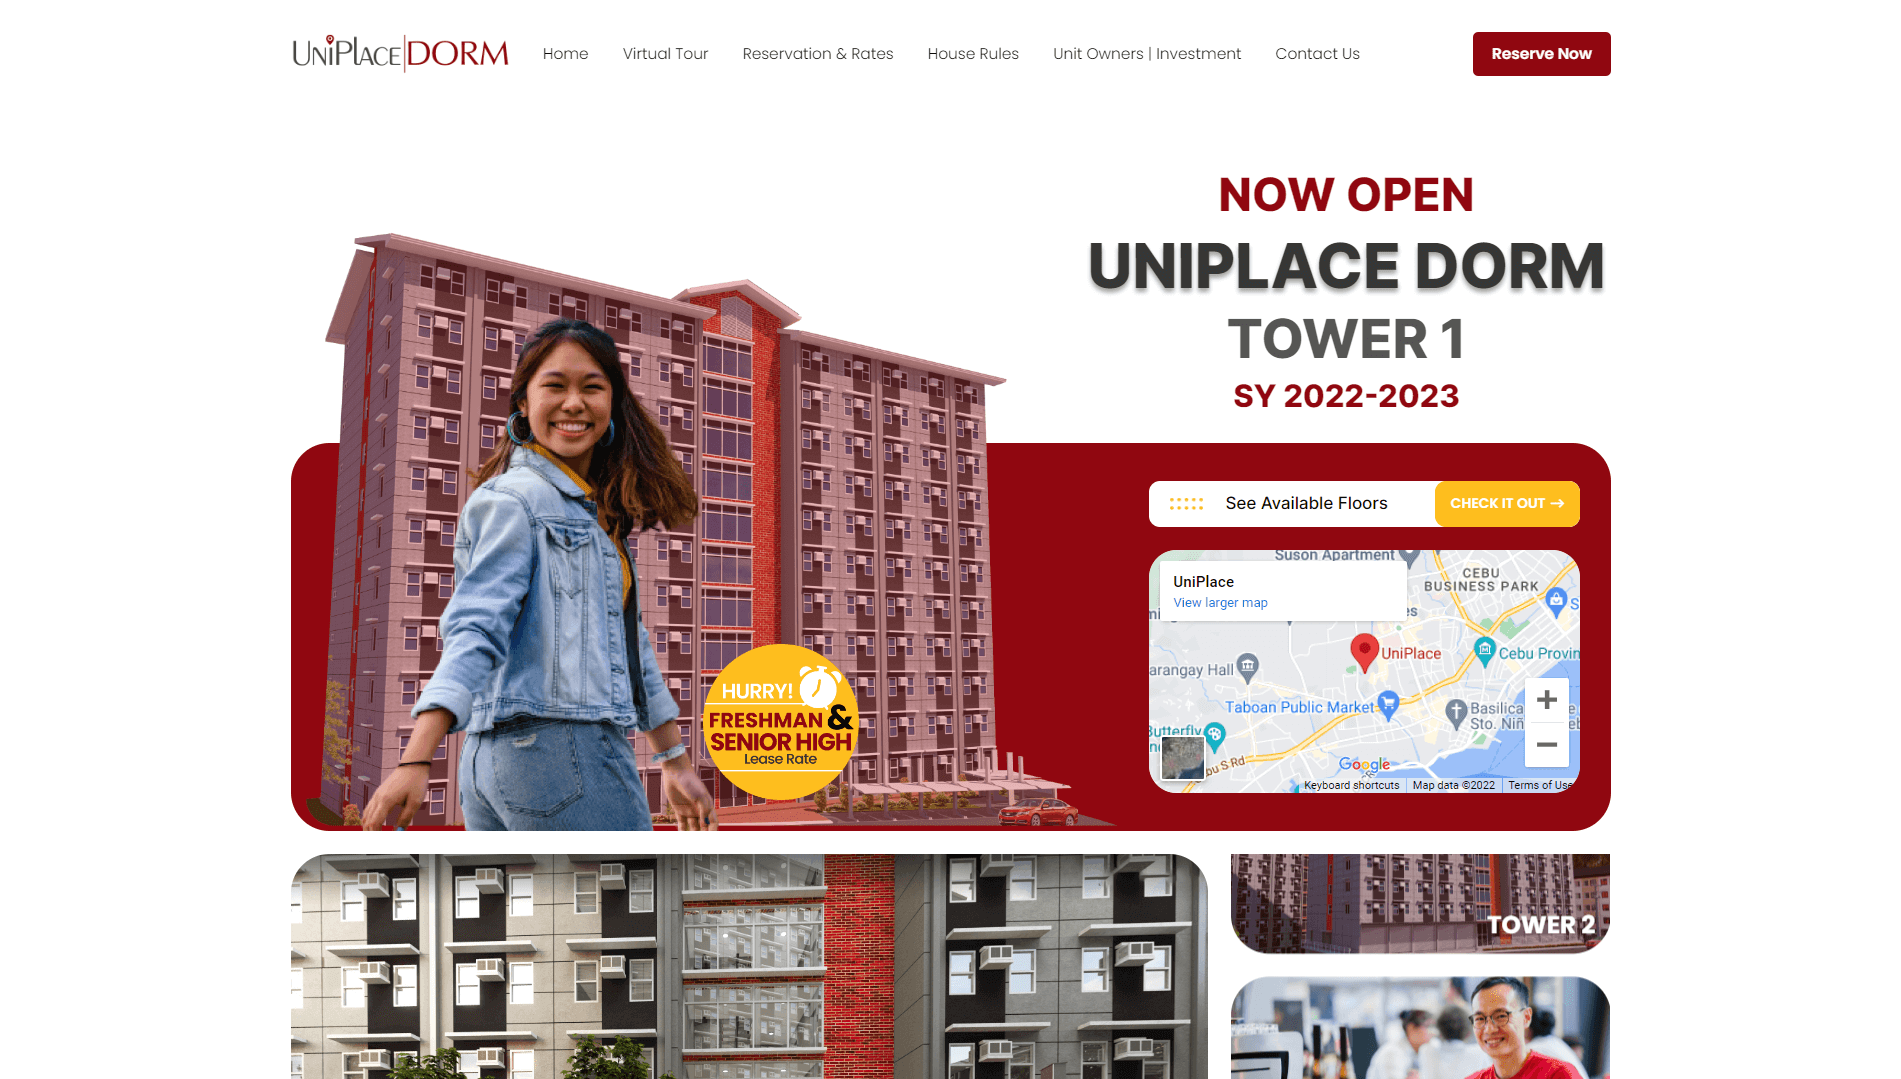 UNIPLACE|DORM
Home
Virtual Tour
Reservation & Rates
House Rules
Unit Owners | Investment
Contact Us
Reserve Now
NOW OPEN
UNIPLACE DORM
TOWER 1
SY 2022-2023
HURRY!
FRESHMAN &
SENIOR HIGH
Lease Rate
See Available Floors
CHECK IT OUT →
Suson Apartment
CEBU
BUSINESS PARK
UniPlace
View larger map
UniPlace
Cebu Provin
arangay Hall
Taboan Public Market
Basilica
Sto. Niñ
Butterfly
bu S Rd
Google
Keyboard shortcuts
Map data ©2022
Terms of Use
TOWER 2